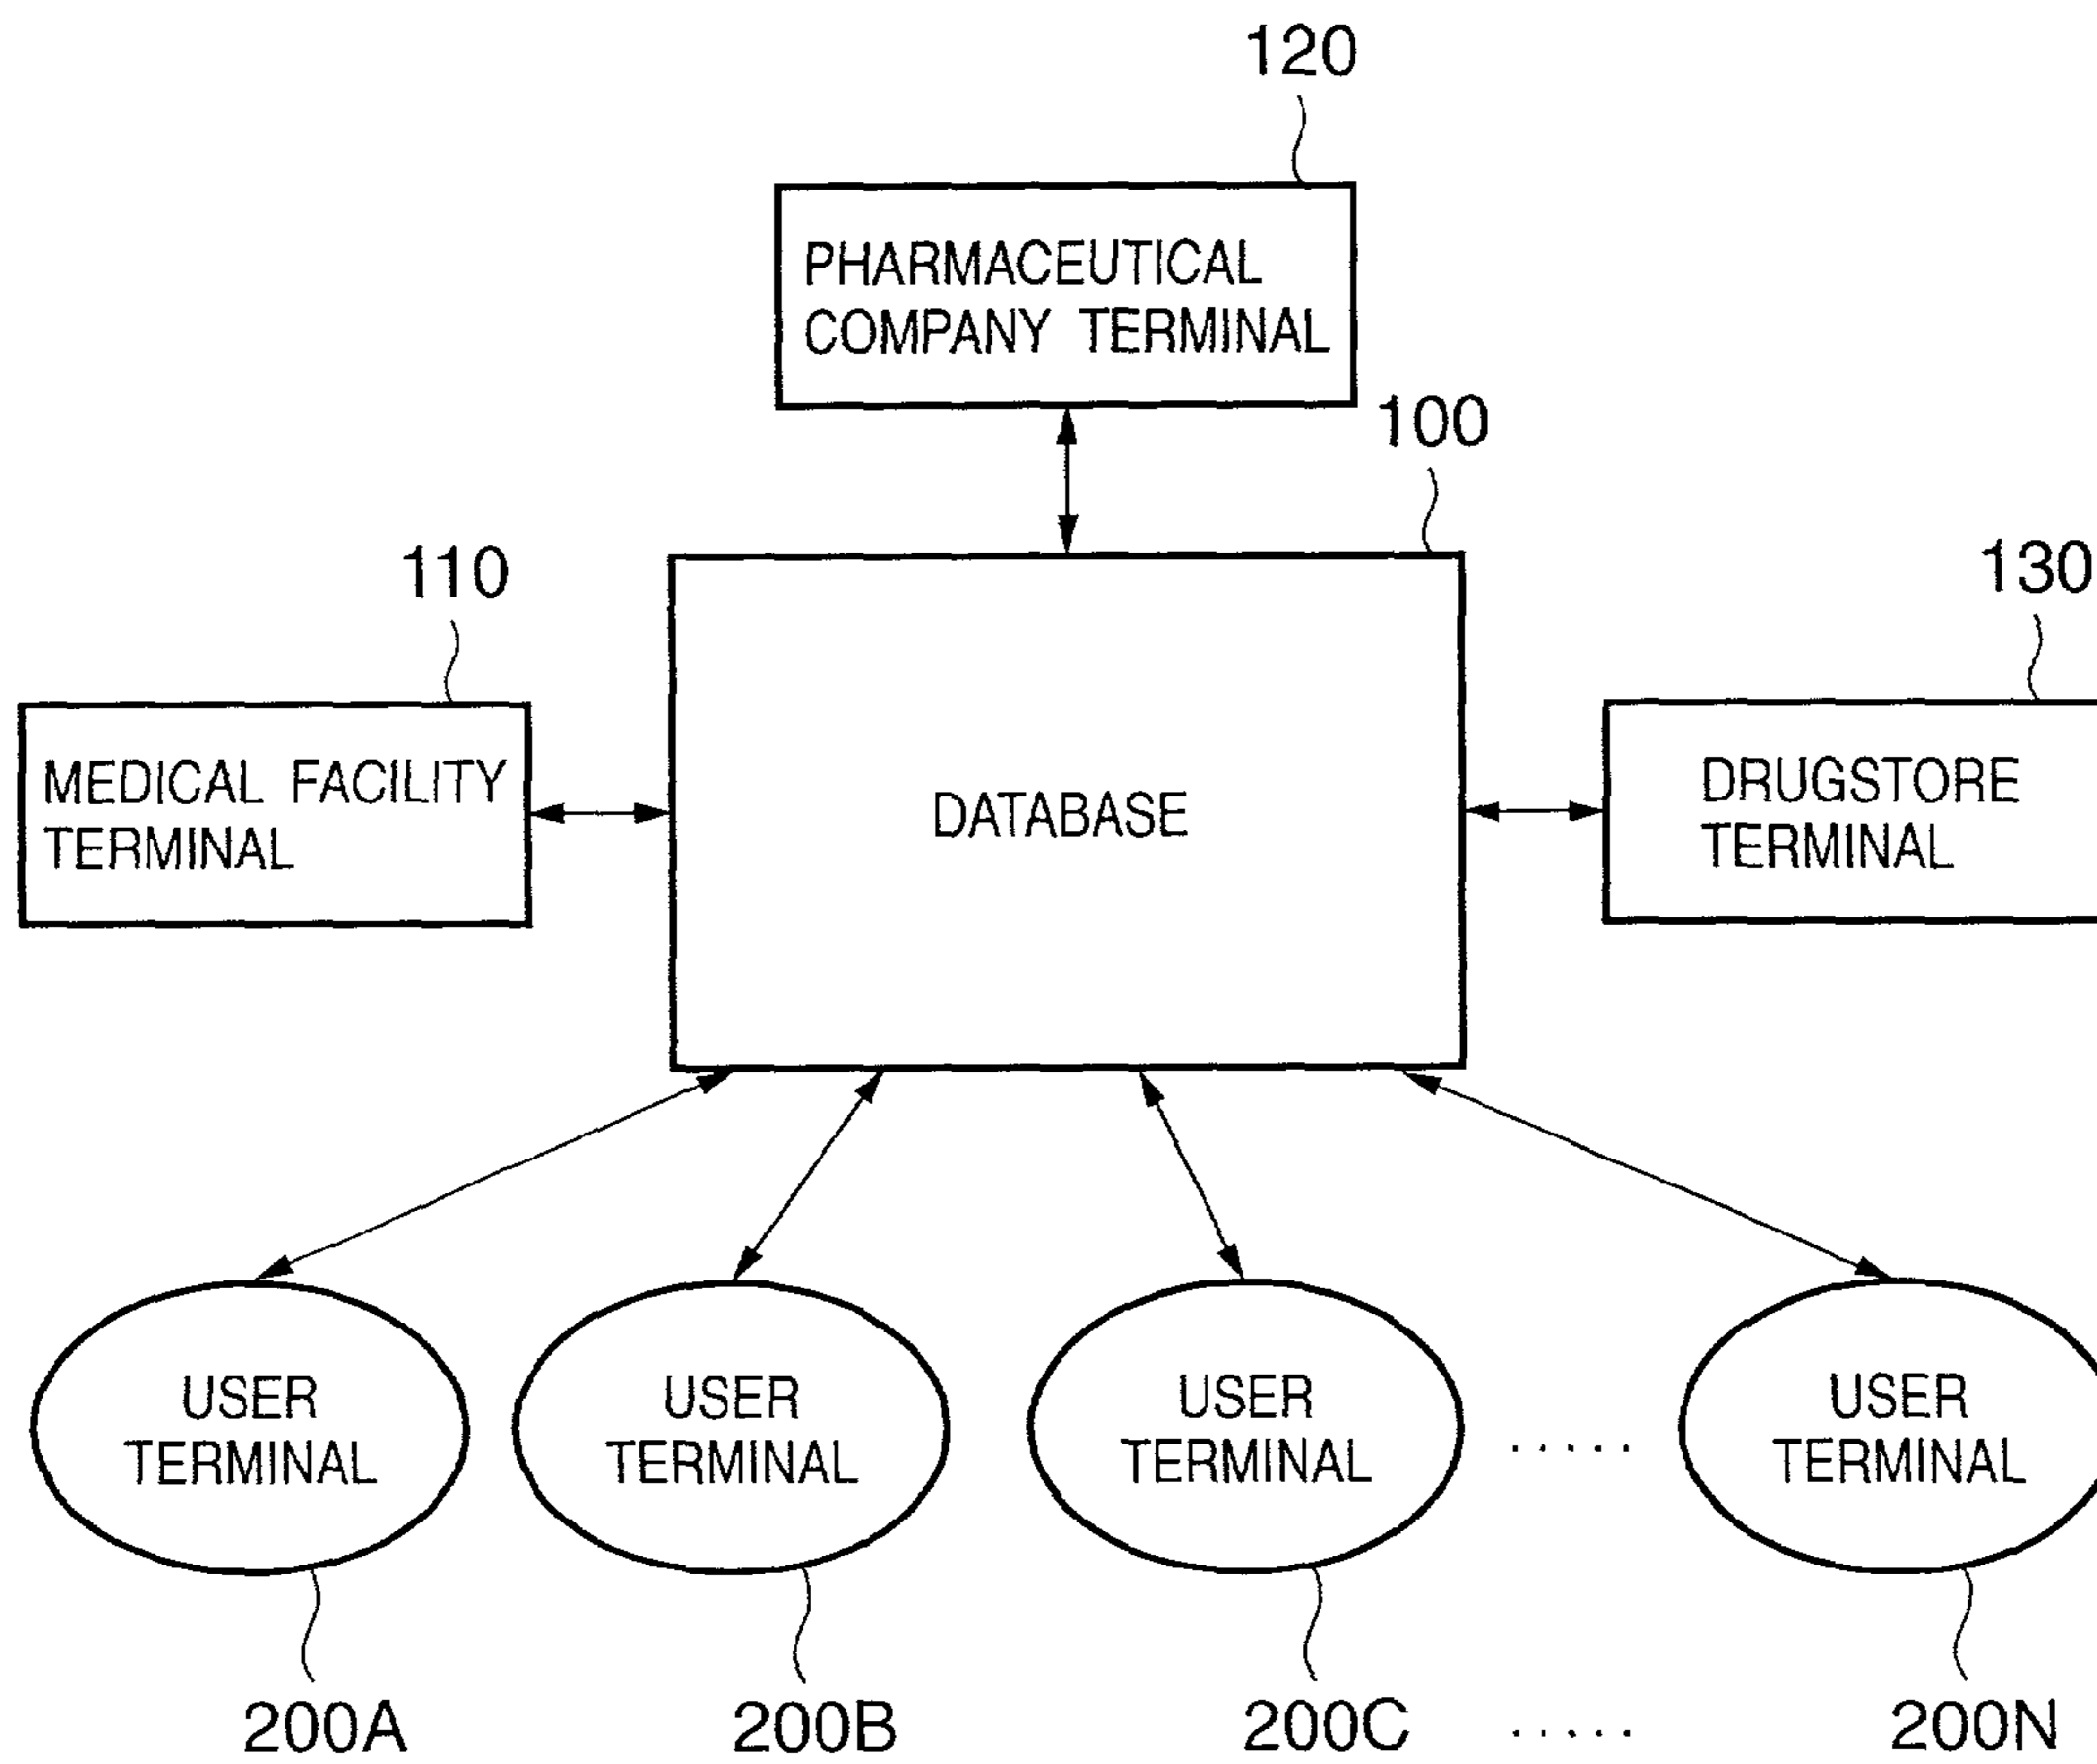 120
PHARMACEUTICAL
COMPANY TERMINAL
100
110
130
MEDICAL FACILITY
TERMINAL
DATABASE
DRUGSTORE
TERMINAL
USER
TERMINAL
USER
TERMINAL
USER
TERMINAL
.....
USER
TERMINAL
200A
200B
200C
.....
200N